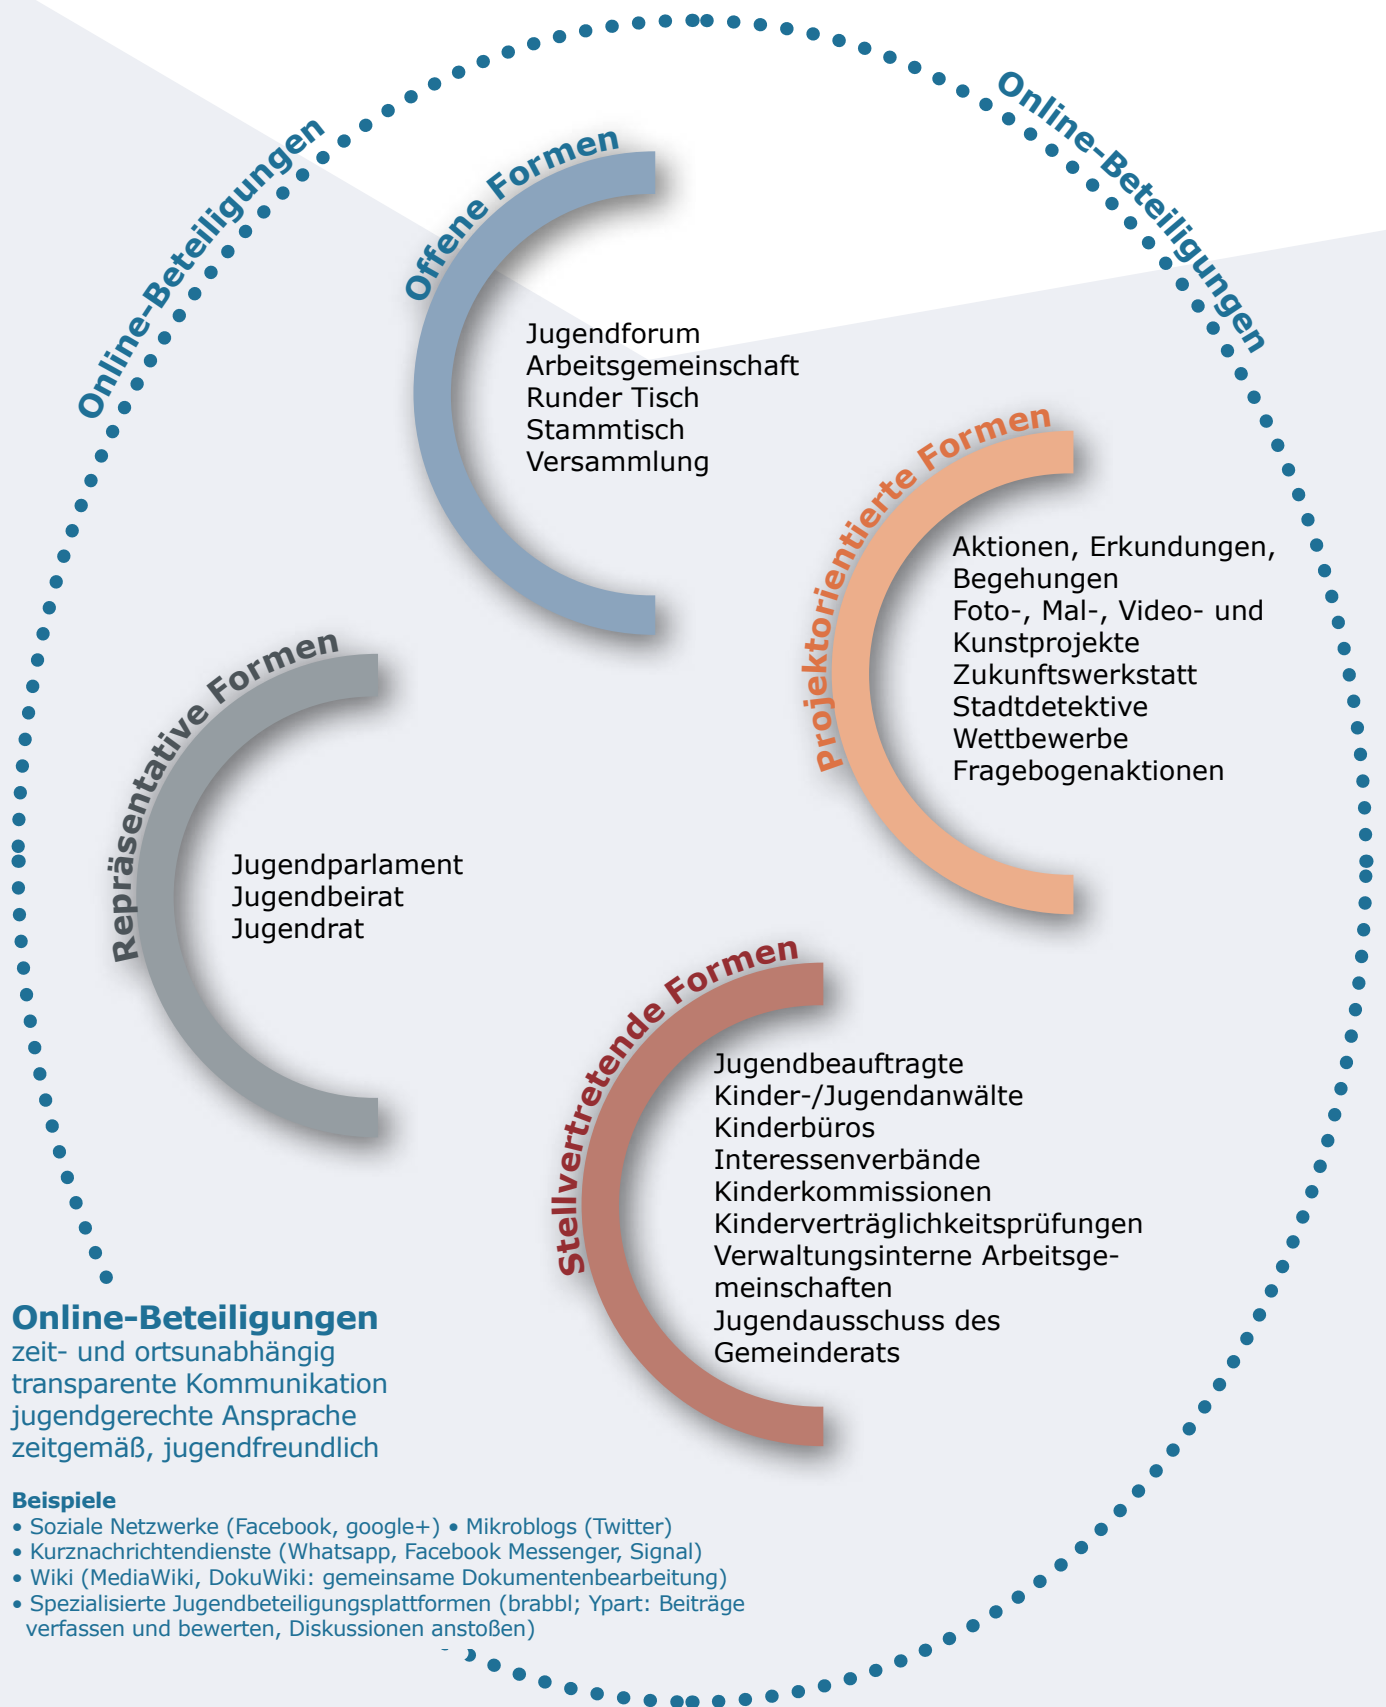 Online-Beteiligungen
Online-Beteiligungen
Offene Formen
Jugendforum
Arbeitsgemeinschaft
Runder Tisch
Stammtisch
Versammlung
Projektorientierte Formen
Aktionen, Erkundungen,
Begehungen
Foto-, Mal-, Video- und
Kunstprojekte
Zukunftswerkstatt
Stadtdetektive
Wettbewerbe
Fragebogenaktionen
Repräsentative Formen
Jugendparlament
Jugendbeirat
Jugendrat
Stellvertretende Formen
Jugendbeauftragte
Kinder-/Jugendanwälte
Kinderbüros
Interessenverbände
Kinderkommissionen
Kinderverträglichkeitsprüfungen
Verwaltungsinterne Arbeitsge-
meinschaften
Jugendausschuss des
Gemeinderats
Online-Beteiligungen
zeit- und ortsunabhängig
transparente Kommunikation
jugendgerechte Ansprache
zeitgemäß, jugendfreundlich
Beispiele
• Soziale Netzwerke (Facebook, google+) • Mikroblogs (Twitter)
• Kurznachrichtendienste (Whatsapp, Facebook Messenger, Signal)
• Wiki (MediaWiki, DokuWiki: gemeinsame Dokumentenbearbeitung)
• Spezialisierte Jugendbeteiligungsplattformen (brabbl; Ypart: Beiträge
verfassen und bewerten, Diskussionen anstoßen)